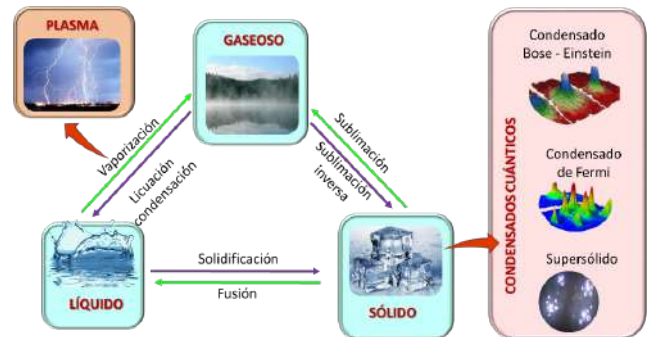 PLASMA
GASEOSO
Vaporización
Licuación
condensación
Sublimación
Sublimación
inversa
LÍQUIDO
Solidificación
Fusión
SÓLIDO
CONDENSADOS CUÁNTICOS
Condensado
Bose - Einstein
Condensado
de Fermi
Supersólido